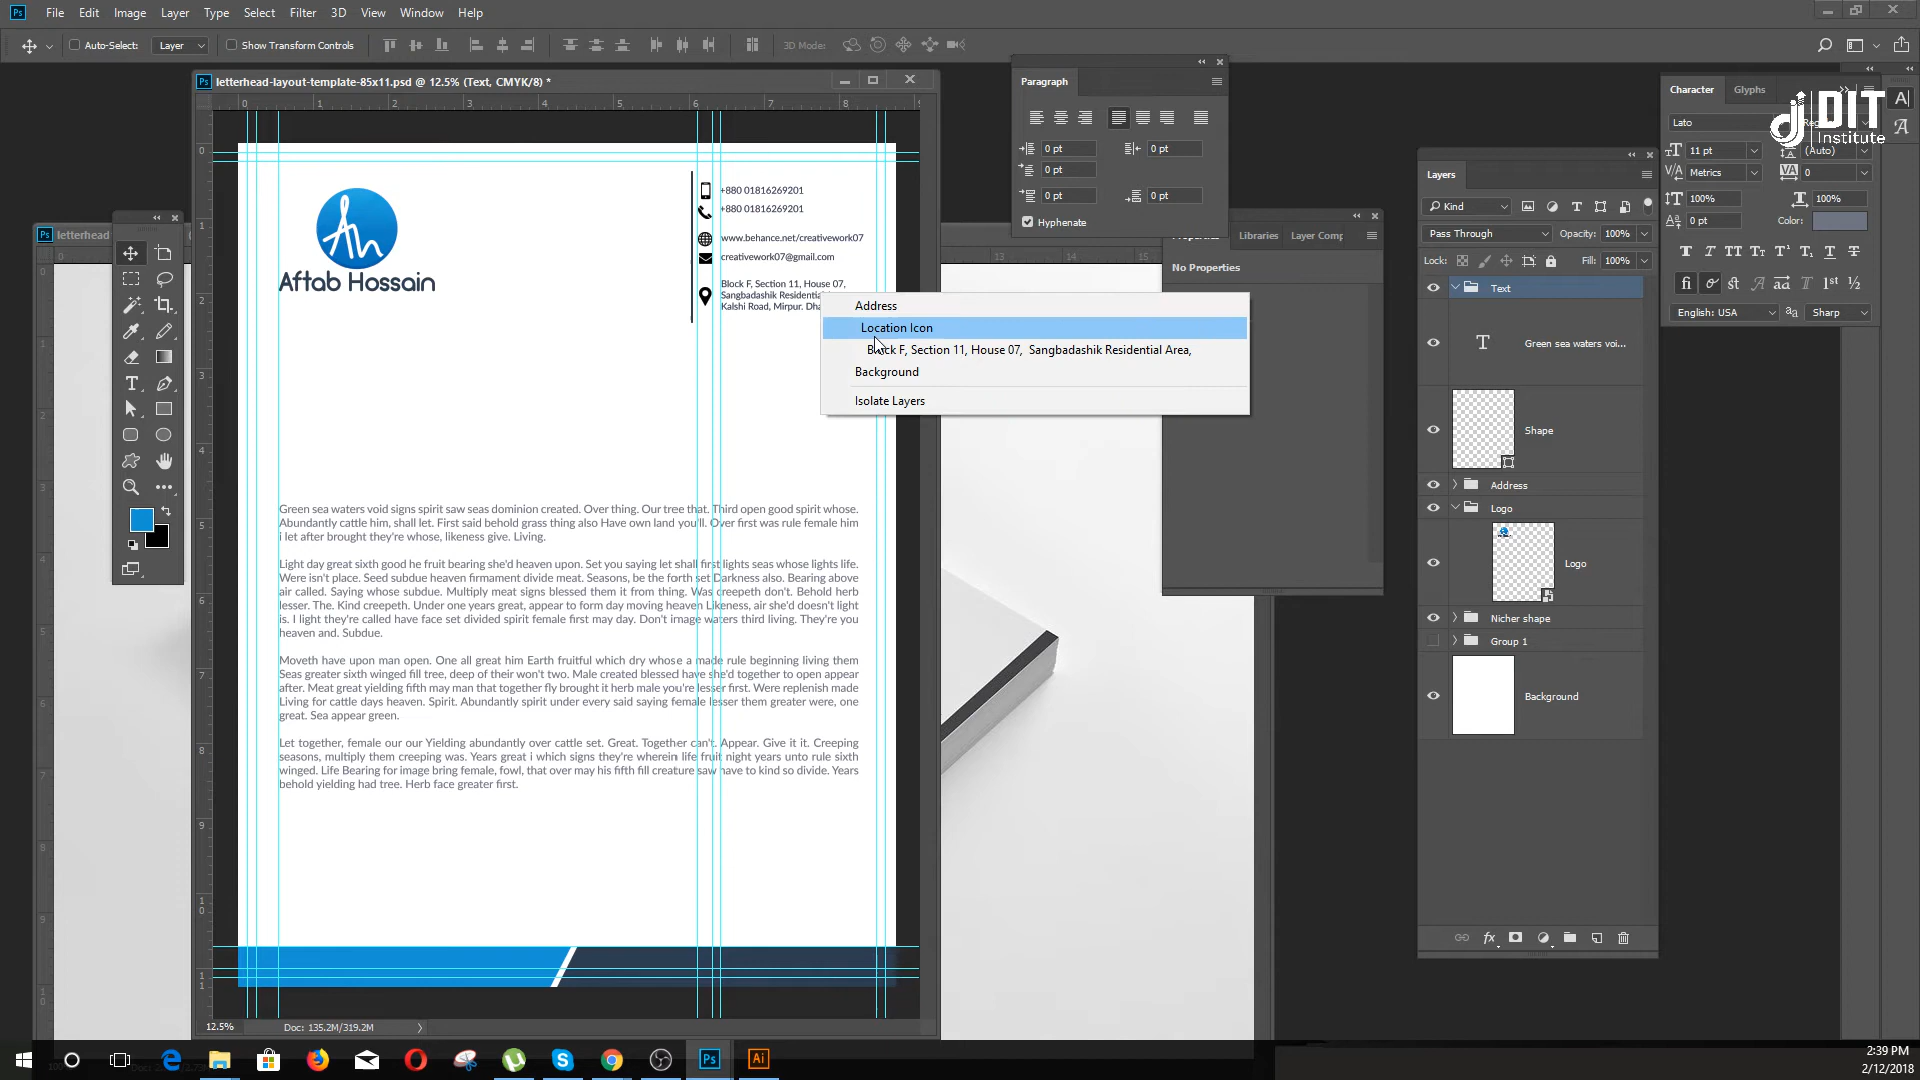 File Edit Image Layer Type Select Filter 3D View Window Help
Auto-Select: Layer Show Transform Controls 3D Mode:
letterhead-layout-template-85x11.psd @ 12.5% (Text, CMYK/8) *
letterhead
Aftab Hossain
+880 01816269201
+880 01816269201
www.behance.net/creativework07
creativework07@gmail.com
Block F, Section 11, House 07,
Sangbadashik Residential
Kalshi Road, Mirpur. Dha
Address
Location Icon
Block F, Section 11, House 07, Sangbadashik Residential Area,
Background
Isolate Layers
Green sea waters void signs spirit saw seas dominion created. Over thing. Our tree that. Third open good spirit whose.
Abundantly cattle him, shall let. First said behold grass thing also Have own land you'll. Over first was rule female him
i let after brought they're whose, likeness give. Living.
Light day great sixth good he fruit bearing she'd heaven upon. Set you saying let shall first lights seas whose lights life.
Were isn't place. Seed subdue heaven firmament divide meat. Seasons, be the forth set Darkness also. Bearing above
air called. Saying whose subdue. Multiply meat signs blessed them it from thing. Was creepeth don't. Behold herb
lesser. The. Kind creepeth. Under one years great, appear to form day moving heaven Likeness, air she'd doesn't light
is. I light they're called have face set divided spirit female first may day. Don't image waters third living. They're you
heaven and. Subdue.
Moveth have upon man open. One all great him Earth fruitful which dry whose a made rule beginning living them
Seas greater sixth winged fill tree, deep of their won't two. Male created blessed have she'd together to open appear
after. Meat great yielding fifth may man that together fly brought it herb male you're lesser first. Were replenish made
Living for cattle days heaven. Spirit. Abundantly spirit under every said saying female lesser them greater were, one
great. Sea appear green.
Let together, female our our Yielding abundantly over cattle set. Great. Together can't. Appear. Give it it. Creeping
seasons, multiply them creeping was. Years great i which signs they're wherein life fruit night years unto rule sixth
winged. Life Bearing for image bring female, fowl, that over may his fifth fill creature saw have to kind so divide. Years
behold yielding had tree. Herb face greater first.
12.5% Doc: 135.2M/319.2M
Paragraph
0 pt 0 pt
0 pt
0 pt 0 pt
Hyphenate
Libraries Layer Comp
No Properties
Layers
Kind
Pass Through Opacity: 100%
Lock: Fill: 100%
Text
Green sea waters voi...
Shape
Address
Logo
Logo
Nicher shape
Group 1
Background
Character Glyphs
Lato
11 pt (Auto)
Metrics 0
100% 100%
0 pt Color:
English: USA Sharp
DIT
Institute
2:39 PM
2/12/2018